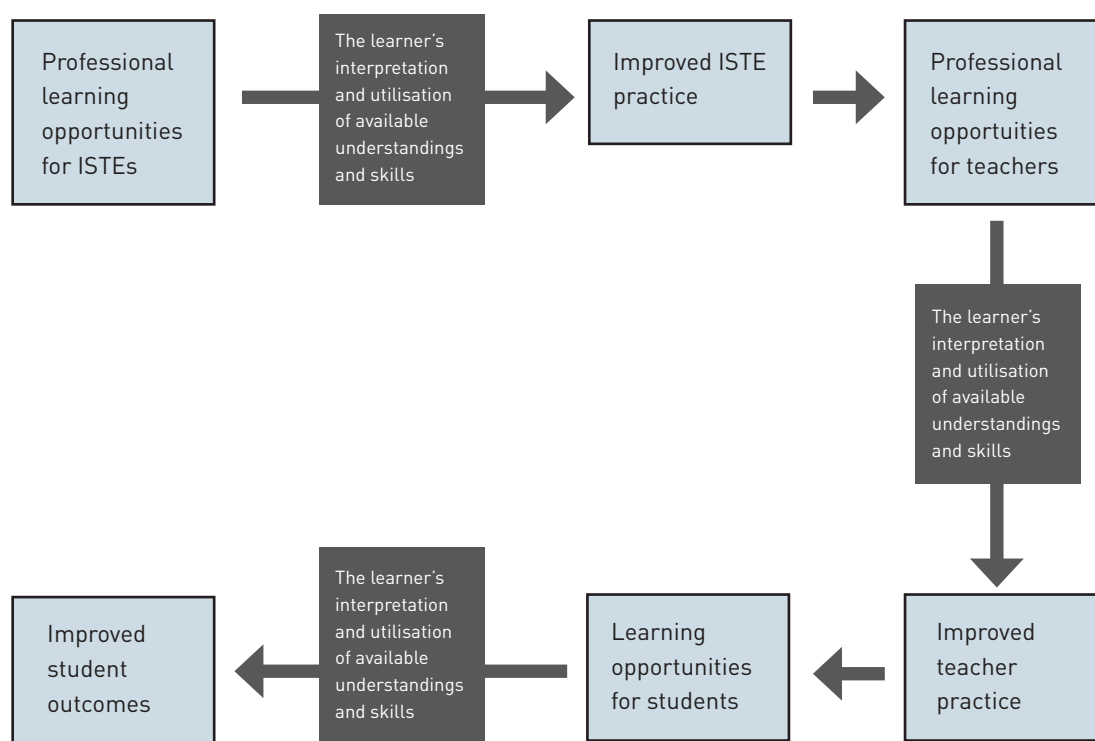 Professional
learning
opportunities
for ISTEs
The learner's
interpretation
and utilisation
of available
understandings
and skills
Improved ISTE
practice
Professional
learning
opportuities
for teachers
The learner's
interpretation
and utilisation
of available
understandings
and skills
Improved
teacher
practice
Learning
opportunities
for students
The learner's
interpretation
and utilisation
of available
understandings
and skills
Improved
student
outcomes